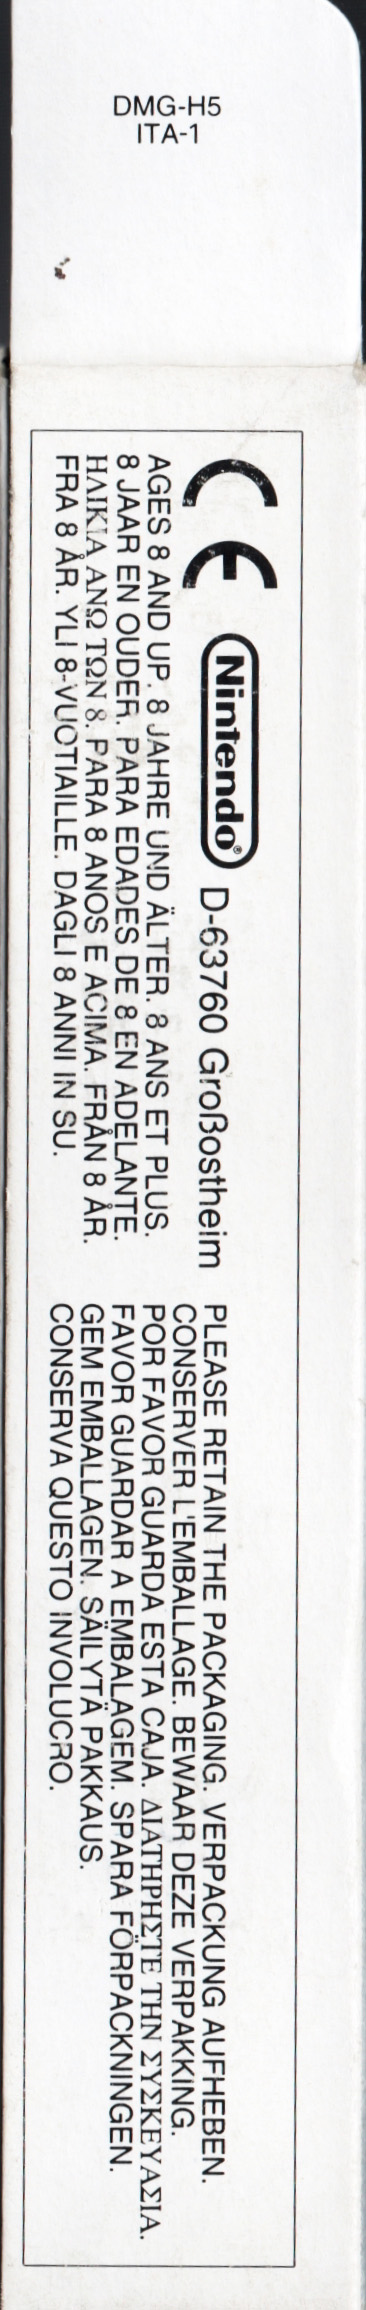 DMG-H5
ITA-1
CE Nintendo® D-63760 Großostheim
AGES 8 AND UP. 8 JAHRE UND ÄLTER. 8 ANS ET PLUS.
8 JAAR EN OUDER. PARA EDADES DE 8 EN ADELANTE.
ΗΛΙΚΙΑ ΑΝΩ ΤΩΝ 8. PARA 8 ANOS E ACIMA. FRÅN 8 ÅR.
FRA 8 ÅR. YLI 8-VUOTIAILLE. DAGLI 8 ANNI IN SU.
PLEASE RETAIN THE PACKAGING. VERPACKUNG AUFHEBEN.
CONSERVER L'EMBALLAGE. BEWAAR DEZE VERPAKKING.
POR FAVOR GUARDA ESTA CAJA. ΔΙΑΤΗΡΗΣΤΕ ΤΗΝ ΣΥΣΚΕΥΑΣΙΑ.
FAVOR GUARDAR A EMBALAGEM. SPARA FÖRPACKNINGEN.
GEM EMBALLAGEN. SÄILYTÄ PAKKAUS.
CONSERVA QUESTO INVOLUCRO.